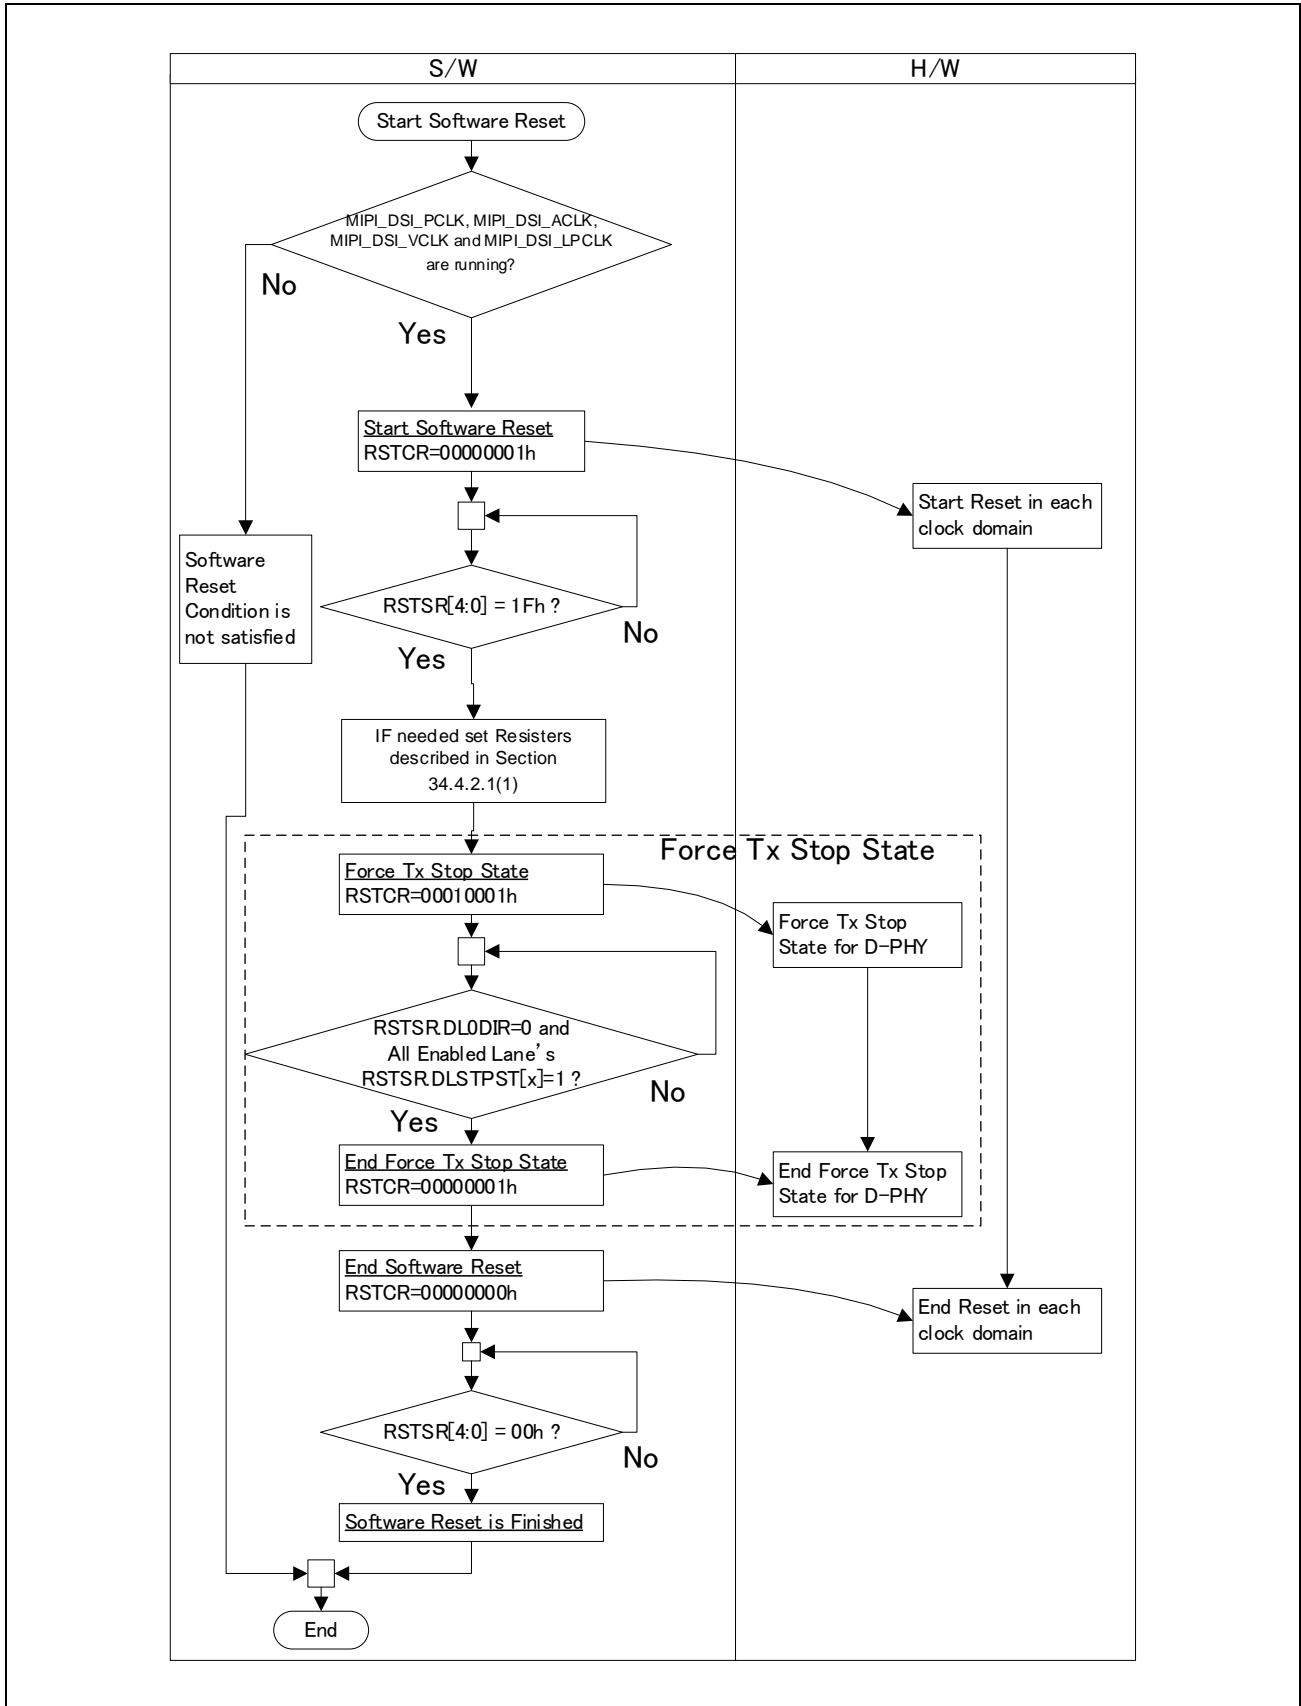 S/W
H/W
Start Software Reset
MIPI_DSI_PCLK, MIPI_DSI_ACLK,
MIPI_DSI_VCLK and MIPI_DSI_LPCLK
are running?
No
Yes
Start Software Reset
RSTCR=00000001h
Start Reset in each
clock domain
Software
Reset
Condition is
not satisfied
RSTSR[4:0] = 1Fh ?
No
Yes
IF needed set Resisters
described in Section
34.4.2.1(1)
Force Tx Stop State
Force Tx Stop State
RSTCR=00010001h
Force Tx Stop
State for D-PHY
RSTSR.DL0DIR=0 and
All Enabled Lane's
RSTSR.DLSTPST[x]=1 ?
No
Yes
End Force Tx Stop State
RSTCR=00000001h
End Force Tx Stop
State for D-PHY
End Software Reset
RSTCR=00000000h
End Reset in each
clock domain
RSTSR[4:0] = 00h ?
No
Yes
Software Reset is Finished
End